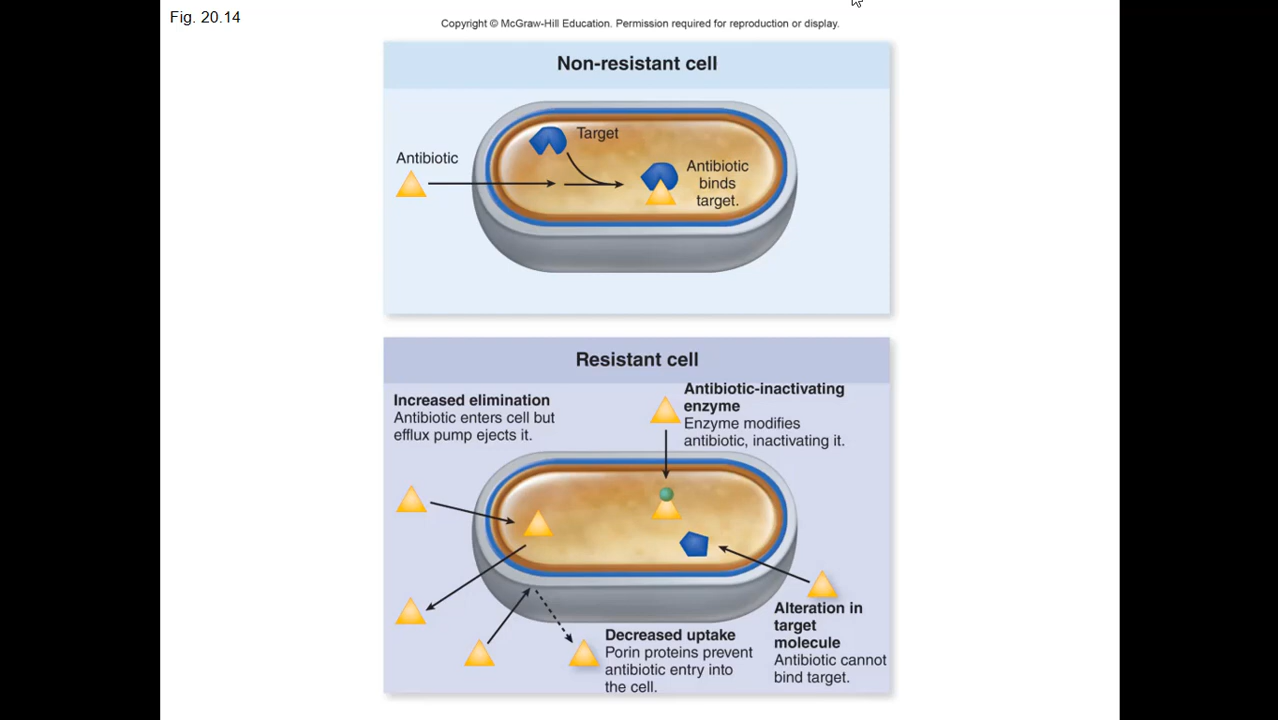 Fig. 20.14
Copyright © McGraw-Hill Education. Permission required for reproduction or display.
Non-resistant cell
Target
Antibiotic
Antibiotic
binds
target.
Resistant cell
Increased elimination
Antibiotic enters cell but
efflux pump ejects it.
Antibiotic-inactivating
enzyme
Enzyme modifies
antibiotic, inactivating it.
Decreased uptake
Porin proteins prevent
antibiotic entry into
the cell.
Alteration in
target
molecule
Antibiotic cannot
bind target.